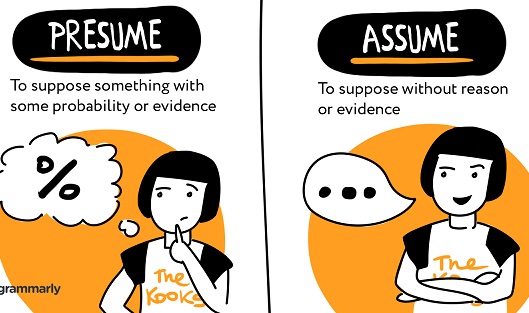 PRESUME
To suppose something with
some probability or evidence
%
The
Kooks
grammarly
ASSUME
To suppose without reason
or evidence
The
Kooks